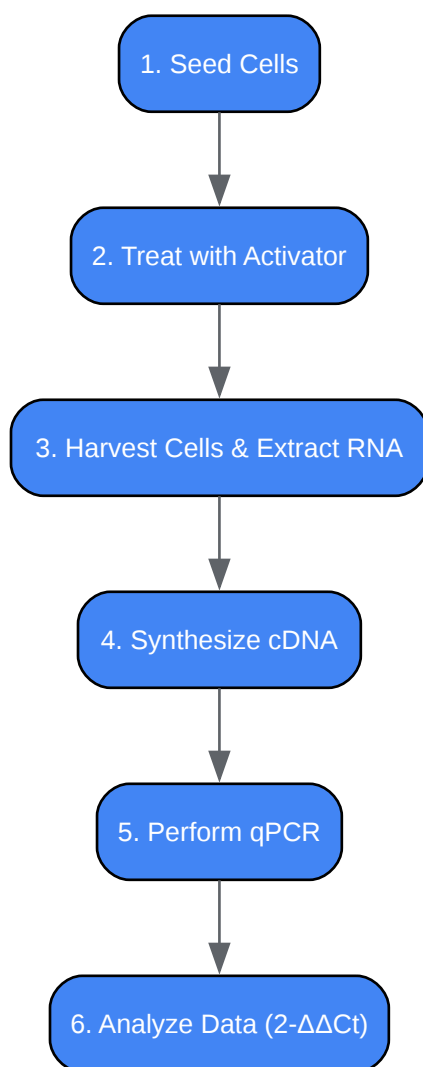 1. Seed Cells
2. Treat with Activator
3. Harvest Cells & Extract RNA
4. Synthesize cDNA
5. Perform qPCR
6. Analyze Data (2-ΔΔCt)